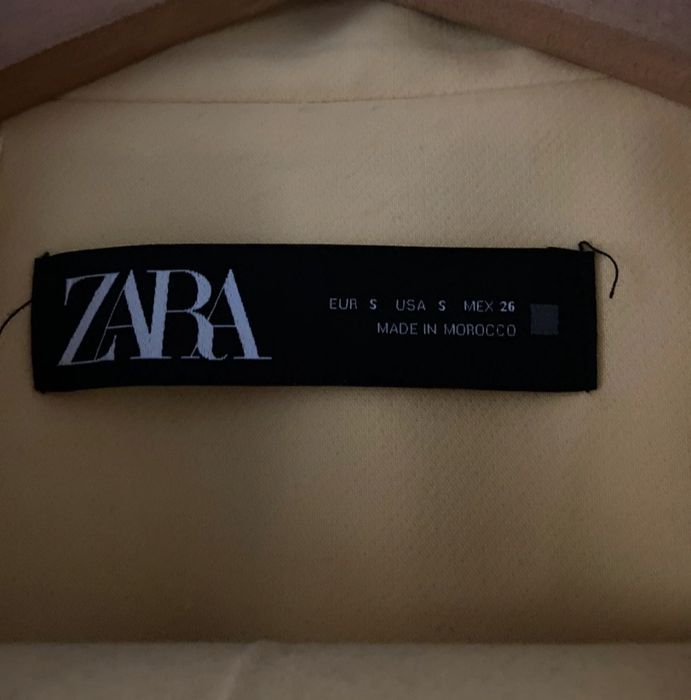 ZARA
EUR S USA S MEX 26
MADE IN MOROCCO